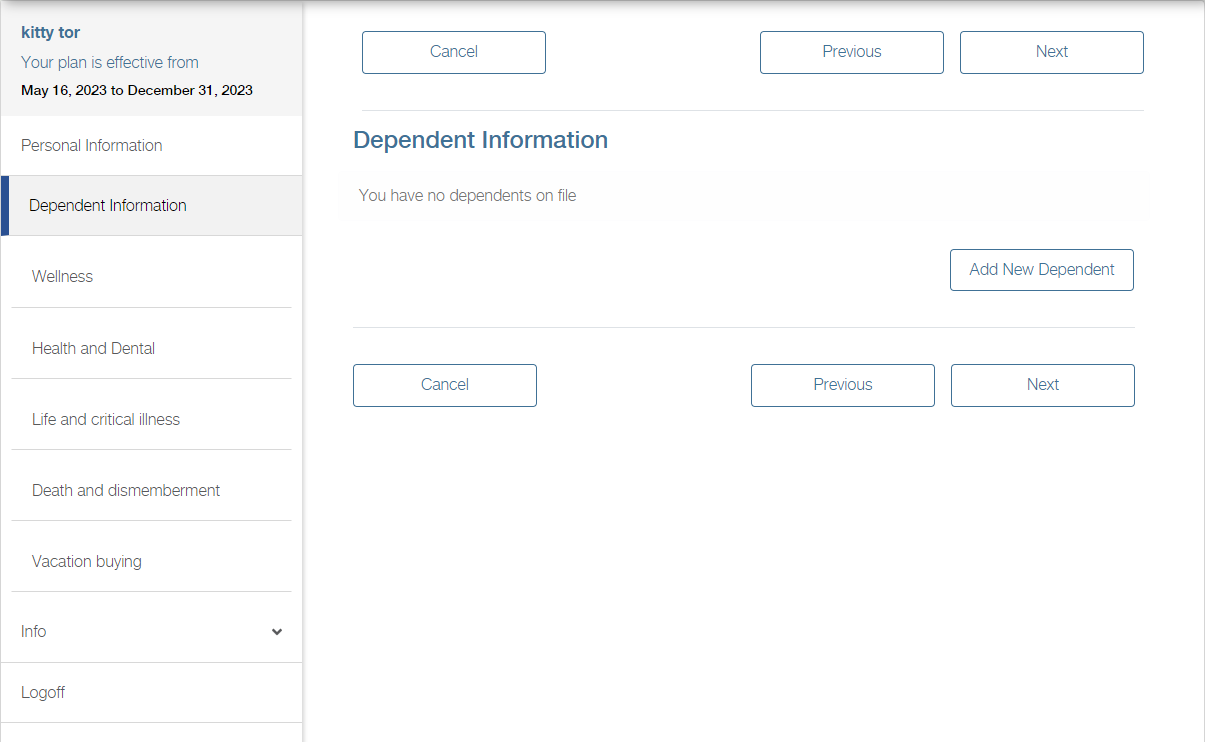 kitty tor
Your plan is effective from
May 16, 2023 to December 31, 2023
Personal Information
Dependent Information
Wellness
Health and Dental
Life and critical illness
Death and dismemberment
Vacation buying
Info
Logoff
Cancel Previous Next
Dependent Information
You have no dependents on file
Add New Dependent
Cancel Previous Next